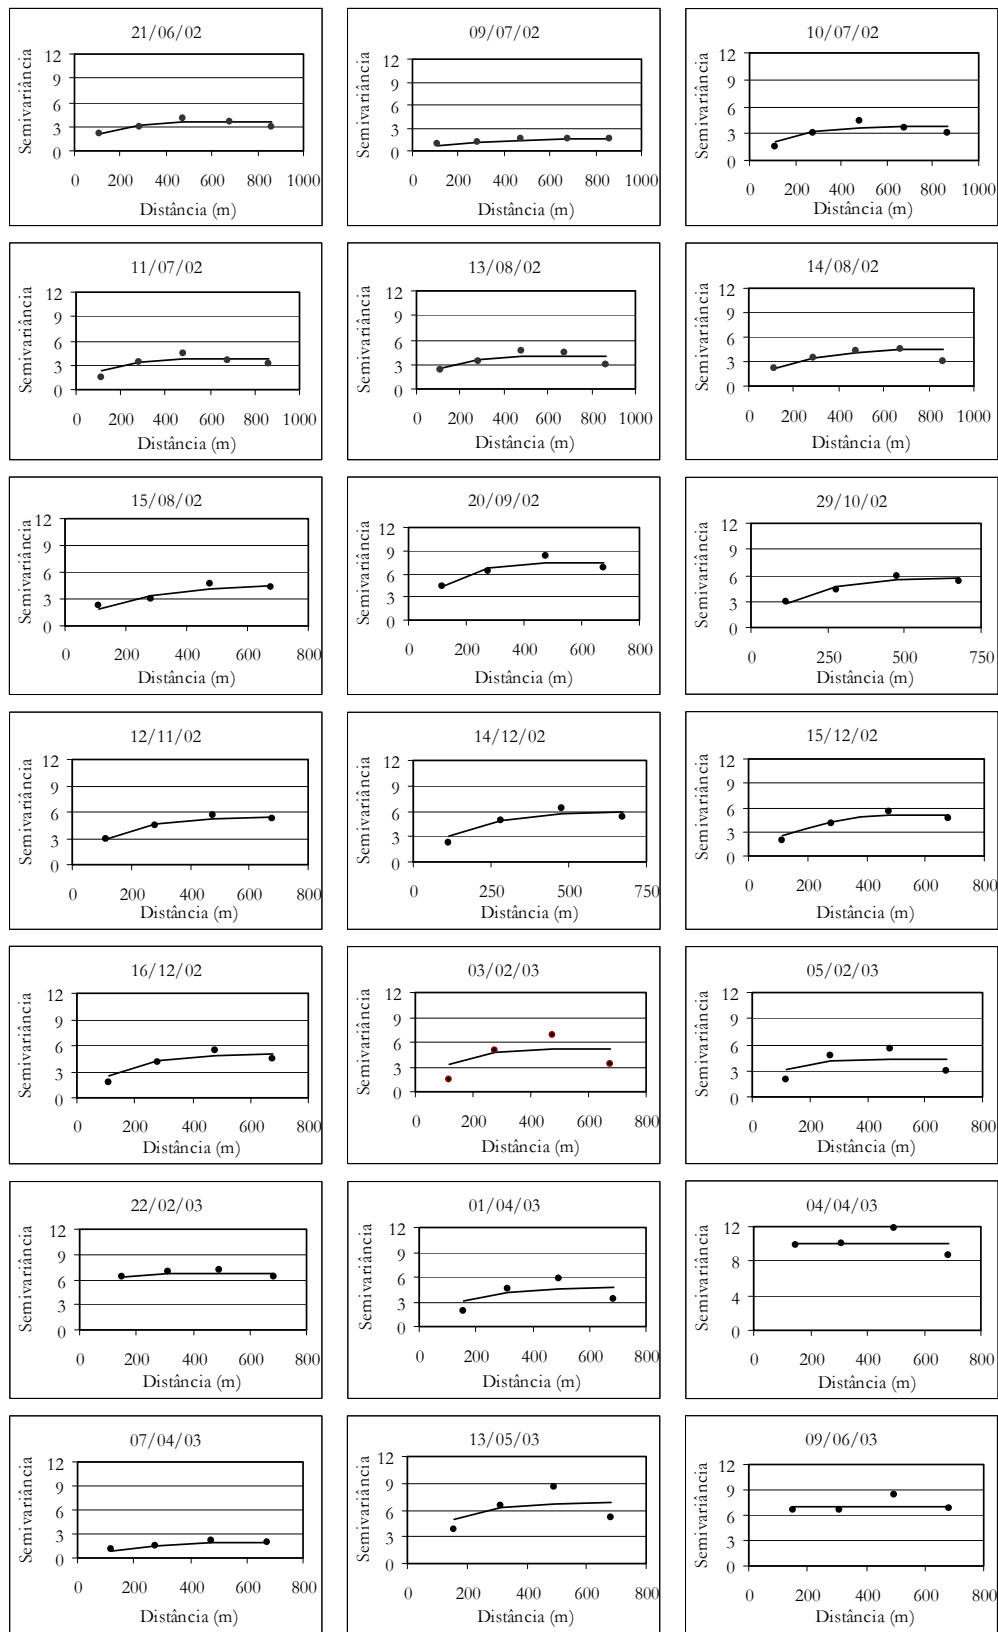 21/06/02
Semivariância
12
9
6
3
0
0 200 400 600 800 1000
Distância (m)
09/07/02
Semivariância
12
9
6
3
0
0 200 400 600 800 1000
Distância (m)
10/07/02
Semivariância
12
9
6
3
0
0 200 400 600 800 1000
Distância (m)
11/07/02
Semivariância
12
9
6
3
0
0 200 400 600 800 1000
Distância (m)
13/08/02
Semivariância
12
9
6
3
0
0 200 400 600 800 1000
Distância (m)
14/08/02
Semivariância
12
9
6
3
0
0 200 400 600 800 1000
Distância (m)
15/08/02
Semivariância
12
9
6
3
0
0 200 400 600 800
Distância (m)
20/09/02
Semivariância
12
9
6
3
0
0 200 400 600 800
Distância (m)
29/10/02
Semivariância
12
9
6
3
0
0 250 500 750
Distância (m)
12/11/02
Semivariância
12
9
6
3
0
0 200 400 600 800
Distância (m)
14/12/02
Semivariância
12
9
6
3
0
0 250 500 750
Distância (m)
15/12/02
Semivariância
12
9
6
3
0
0 200 400 600 800
Distância (m)
16/12/02
Semivariância
12
9
6
3
0
0 200 400 600 800
Distância (m)
03/02/03
Semivariância
12
9
6
3
0
0 200 400 600 800
Distância (m)
05/02/03
Semivariância
12
9
6
3
0
0 200 400 600 800
Distância (m)
22/02/03
Semivariância
12
9
6
3
0
0 200 400 600 800
Distância (m)
01/04/03
Semivariância
12
9
6
3
0
0 200 400 600 800
Distância (m)
04/04/03
Semivariância
12
8
4
0
0 200 400 600 800
Distância (m)
07/04/03
Semivariância
12
9
6
3
0
0 200 400 600 800
Distância (m)
13/05/03
Semivariância
12
9
6
3
0
0 200 400 600 800
Distância (m)
09/06/03
Semivariância
12
9
6
3
0
0 200 400 600 800
Distância (m)